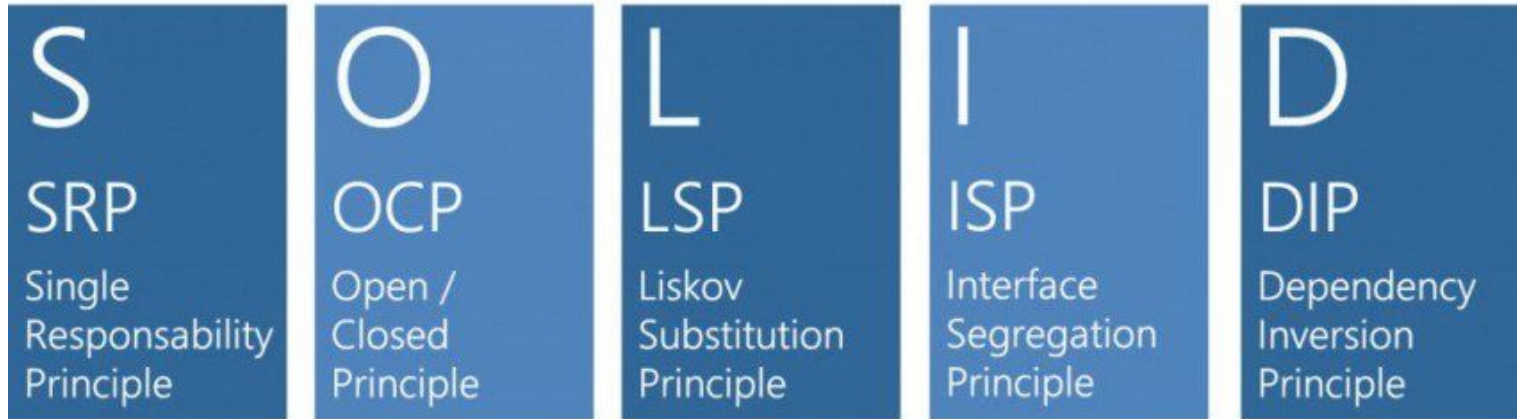 S
SRP
Single
Responsability
Principle
O
OCP
Open /
Closed
Principle
L
LSP
Liskov
Substitution
Principle
I
ISP
Interface
Segregation
Principle
D
DIP
Dependency
Inversion
Principle